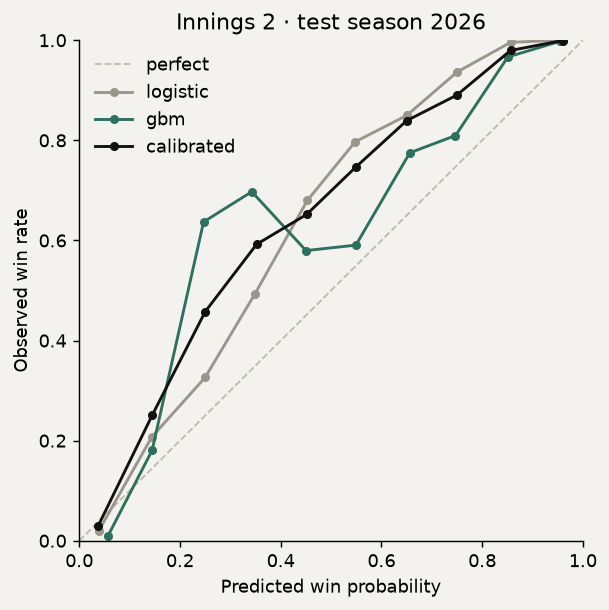 Innings 2 · test season 2026
perfect
logistic
gbm
calibrated
Observed win rate
1.0
0.8
0.6
0.4
0.2
0.0
0.0 0.2 0.4 0.6 0.8 1.0
Predicted win probability